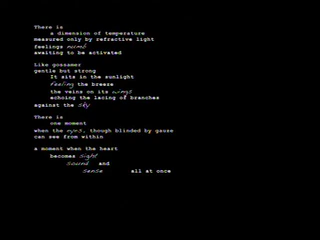 There is
a dimension of temperature
measured only by refractive light
feelings numb
awaiting to be activated
Like gossamer
gentle but strong
It sits in the sunlight
feeling the breeze
the veins on its wings
echoing the lacing of branches
against the sky
There is
one moment
when the eyes, though blinded by gauze
can see from within
a moment when the heart
becomes sight
sound and
sense all at once